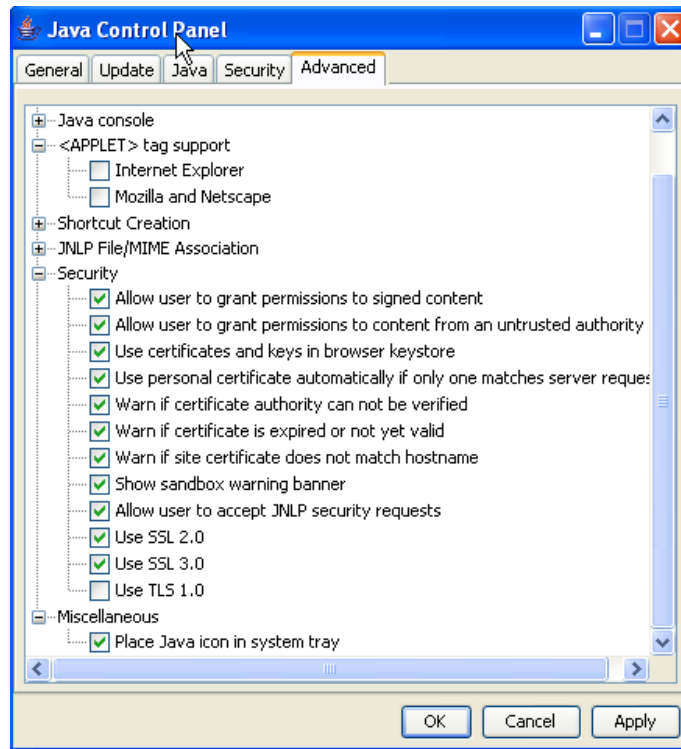 Java Control Panel
General Update Java Security Advanced
Java console
<APPLET> tag support
Internet Explorer
Mozilla and Netscape
Shortcut Creation
JNLP File/MIME Association
Security
Allow user to grant permissions to signed content
Allow user to grant permissions to content from an untrusted authority
Use certificates and keys in browser keystore
Use personal certificate automatically if only one matches server reques
Warn if certificate authority can not be verified
Warn if certificate is expired or not yet valid
Warn if site certificate does not match hostname
Show sandbox warning banner
Allow user to accept JNLP security requests
Use SSL 2.0
Use SSL 3.0
Use TLS 1.0
Miscellaneous
Place Java icon in system tray
OK Cancel Apply